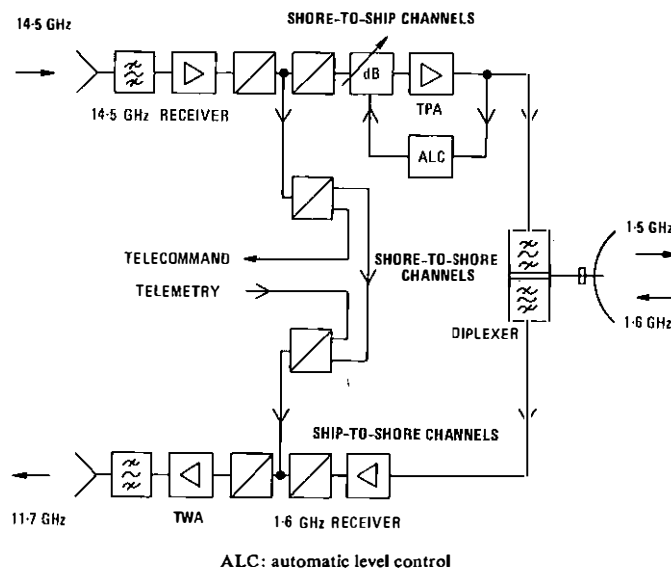 14·5 GHz
SHORE-TO-SHIP CHANNELS
dB
14·5 GHz RECEIVER
TPA
ALC
TELECOMMAND
SHORE-TO-SHORE
CHANNELS
TELEMETRY
1·5 GHz
1·6 GHz
DIPLEXER
SHIP-TO-SHORE CHANNELS
11·7 GHz
TWA
1·6 GHz RECEIVER
ALC: automatic level control